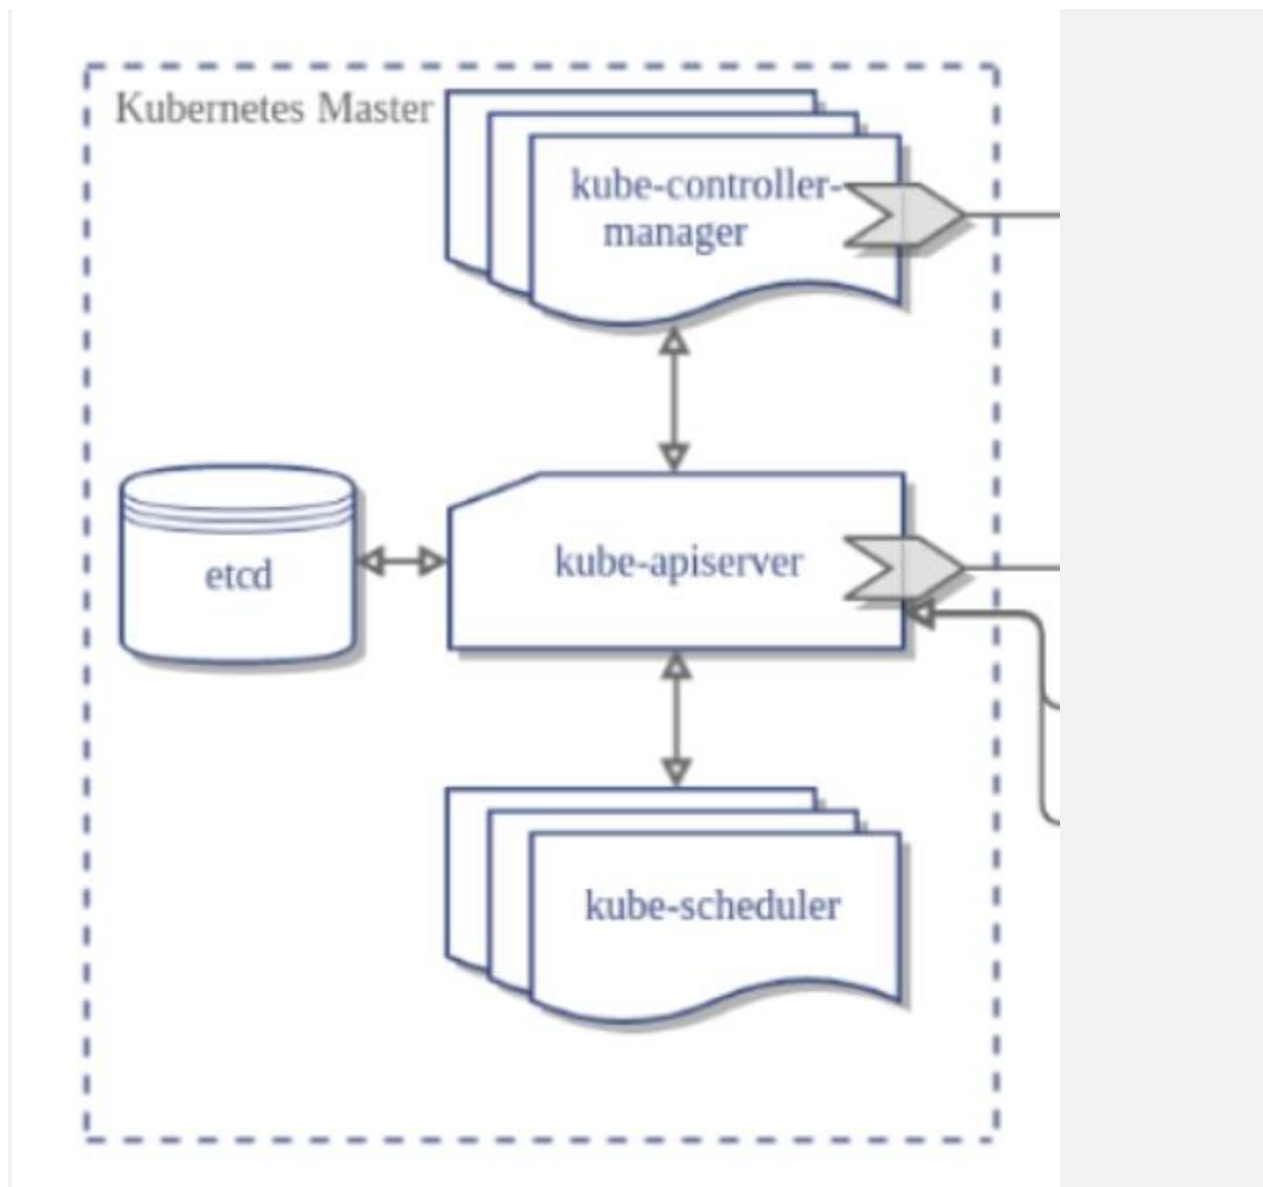 Kubernetes Master
kube-controller-
manager
etcd
kube-apiserver
kube-scheduler